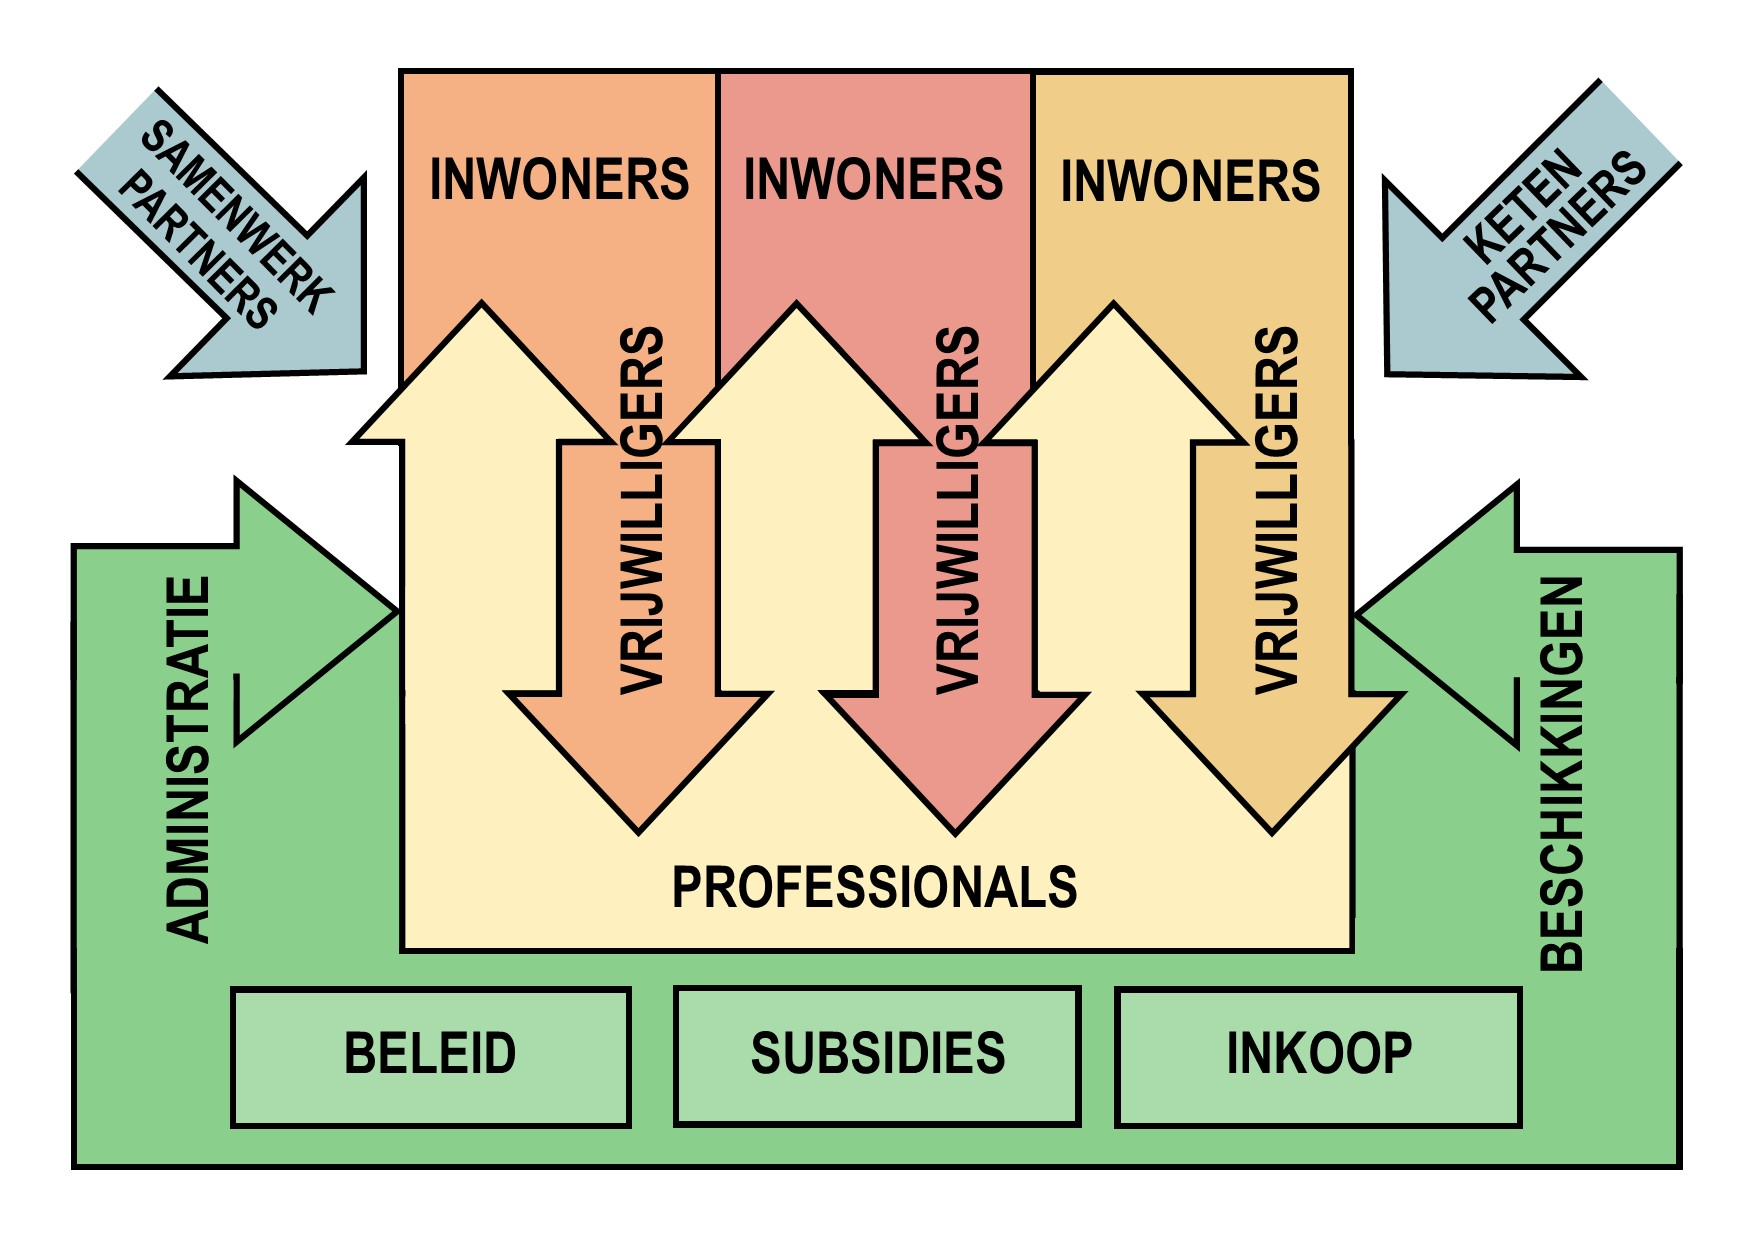 INWONERS
INWONERS
INWONERS
SAMENWERK
PARTNERS
KETEN
PARTNERS
VRIJWILLIGERS
VRIJWILLIGERS
VRIJWILLIGERS
ADMINISTRATIE
BESCHIKKINGEN
PROFESSIONALS
BELEID
SUBSIDIES
INKOOP